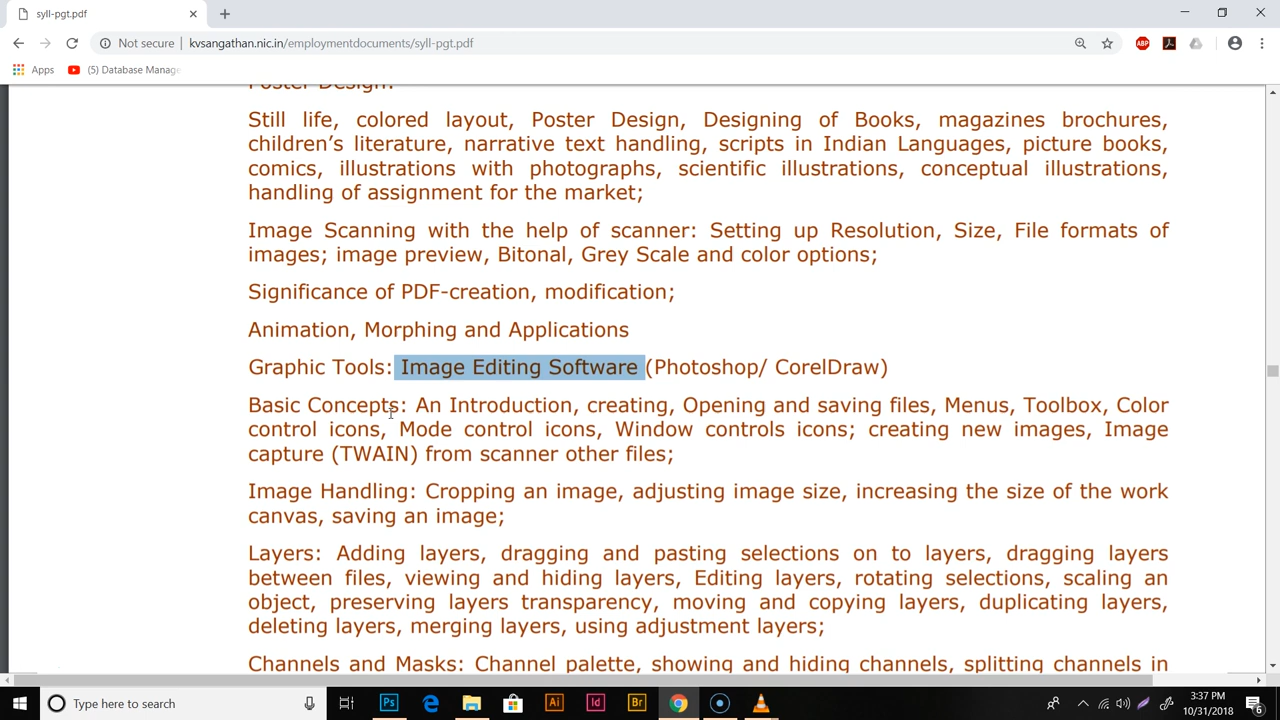 syll-pgt.pdf
Not secure
kvsangathan.nic.in/employmentdocuments/syll-pgt.pdf
ABP
Apps
(5) Database Manage
Poster Design:
Still life, colored layout, Poster Design, Designing of Books, magazines brochures,
children’s literature, narrative text handling, scripts in Indian Languages, picture books,
comics, illustrations with photographs, scientific illustrations, conceptual illustrations,
handling of assignment for the market;
Image Scanning with the help of scanner: Setting up Resolution, Size, File formats of
images; image preview, Bitonal, Grey Scale and color options;
Significance of PDF-creation, modification;
Animation, Morphing and Applications
Graphic Tools: Image Editing Software (Photoshop/ CorelDraw)
Basic Concepts: An Introduction, creating, Opening and saving files, Menus, Toolbox, Color
control icons, Mode control icons, Window controls icons; creating new images, Image
capture (TWAIN) from scanner other files;
Image Handling: Cropping an image, adjusting image size, increasing the size of the work
canvas, saving an image;
Layers: Adding layers, dragging and pasting selections on to layers, dragging layers
between files, viewing and hiding layers, Editing layers, rotating selections, scaling an
object, preserving layers transparency, moving and copying layers, duplicating layers,
deleting layers, merging layers, using adjustment layers;
Channels and Masks: Channel palette, showing and hiding channels, splitting channels in
Type here to search
Ps
Ai
Id
Br
3:37 PM
10/31/2018
6